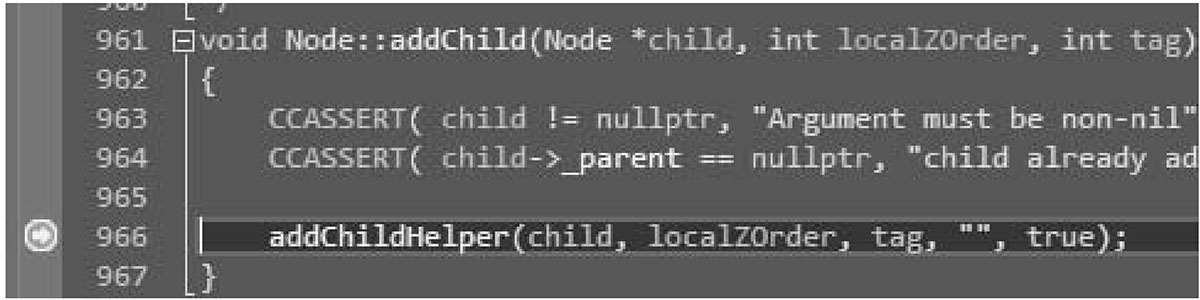 961 void Node::addChild(Node *child, int localZOrder, int tag)
962 {
963 CCASSERT( child != nullptr, "Argument must be non-nil"
964 CCASSERT( child->_parent == nullptr, "child already ad
965
966 addChildHelper(child, localZOrder, tag, "", true);
967 }